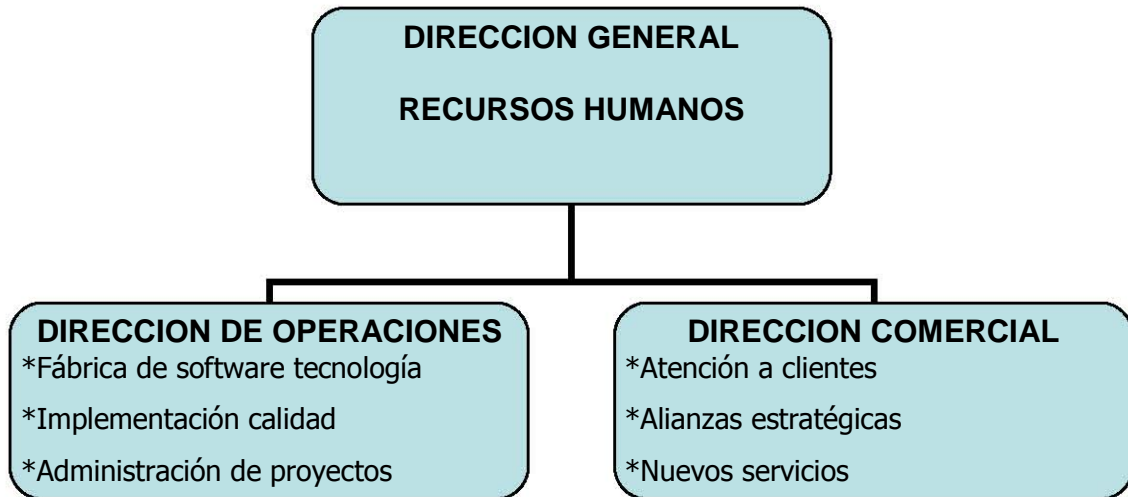 DIRECCION GENERAL
RECURSOS HUMANOS
DIRECCION DE OPERACIONES
*Fábrica de software tecnología
*Implementación calidad
*Administración de proyectos
DIRECCION COMERCIAL
*Atención a clientes
*Alianzas estratégicas
*Nuevos servicios